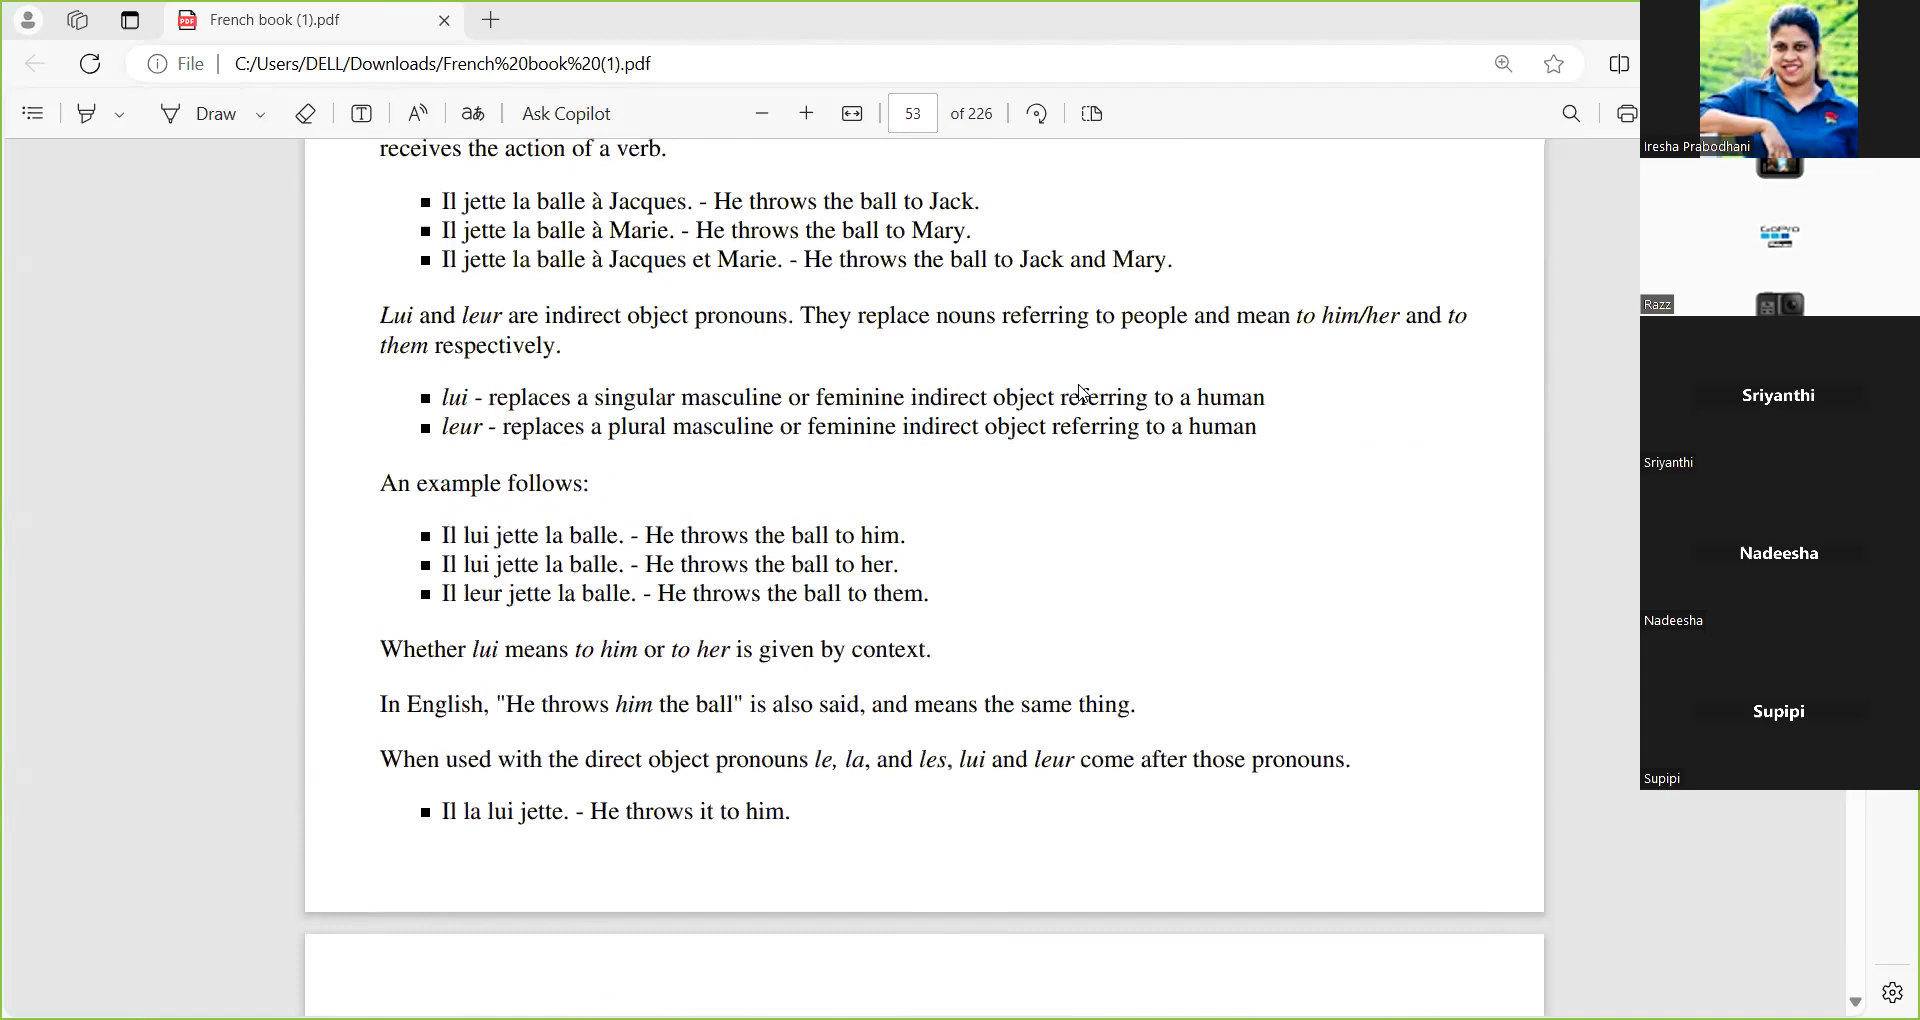 French book (1).pdf
File
C:/Users/DELL/Downloads/French%20book%20(1).pdf
Draw
Ask Copilot
53 of 226
receives the action of a verb.
Il jette la balle à Jacques. - He throws the ball to Jack.
Il jette la balle à Marie. - He throws the ball to Mary.
Il jette la balle à Jacques et Marie. - He throws the ball to Jack and Mary.
Lui and leur are indirect object pronouns. They replace nouns referring to people and mean to him/her and to
them respectively.
lui - replaces a singular masculine or feminine indirect object referring to a human
leur - replaces a plural masculine or feminine indirect object referring to a human
An example follows:
Il lui jette la balle. - He throws the ball to him.
Il lui jette la balle. - He throws the ball to her.
Il leur jette la balle. - He throws the ball to them.
Whether lui means to him or to her is given by context.
In English, "He throws him the ball" is also said, and means the same thing.
When used with the direct object pronouns le, la, and les, lui and leur come after those pronouns.
Il la lui jette. - He throws it to him.
Iresha Prabodhani
GoPro
Razz
Sriyanthi
Sriyanthi
Nadeesha
Nadeesha
Supipi
Supipi